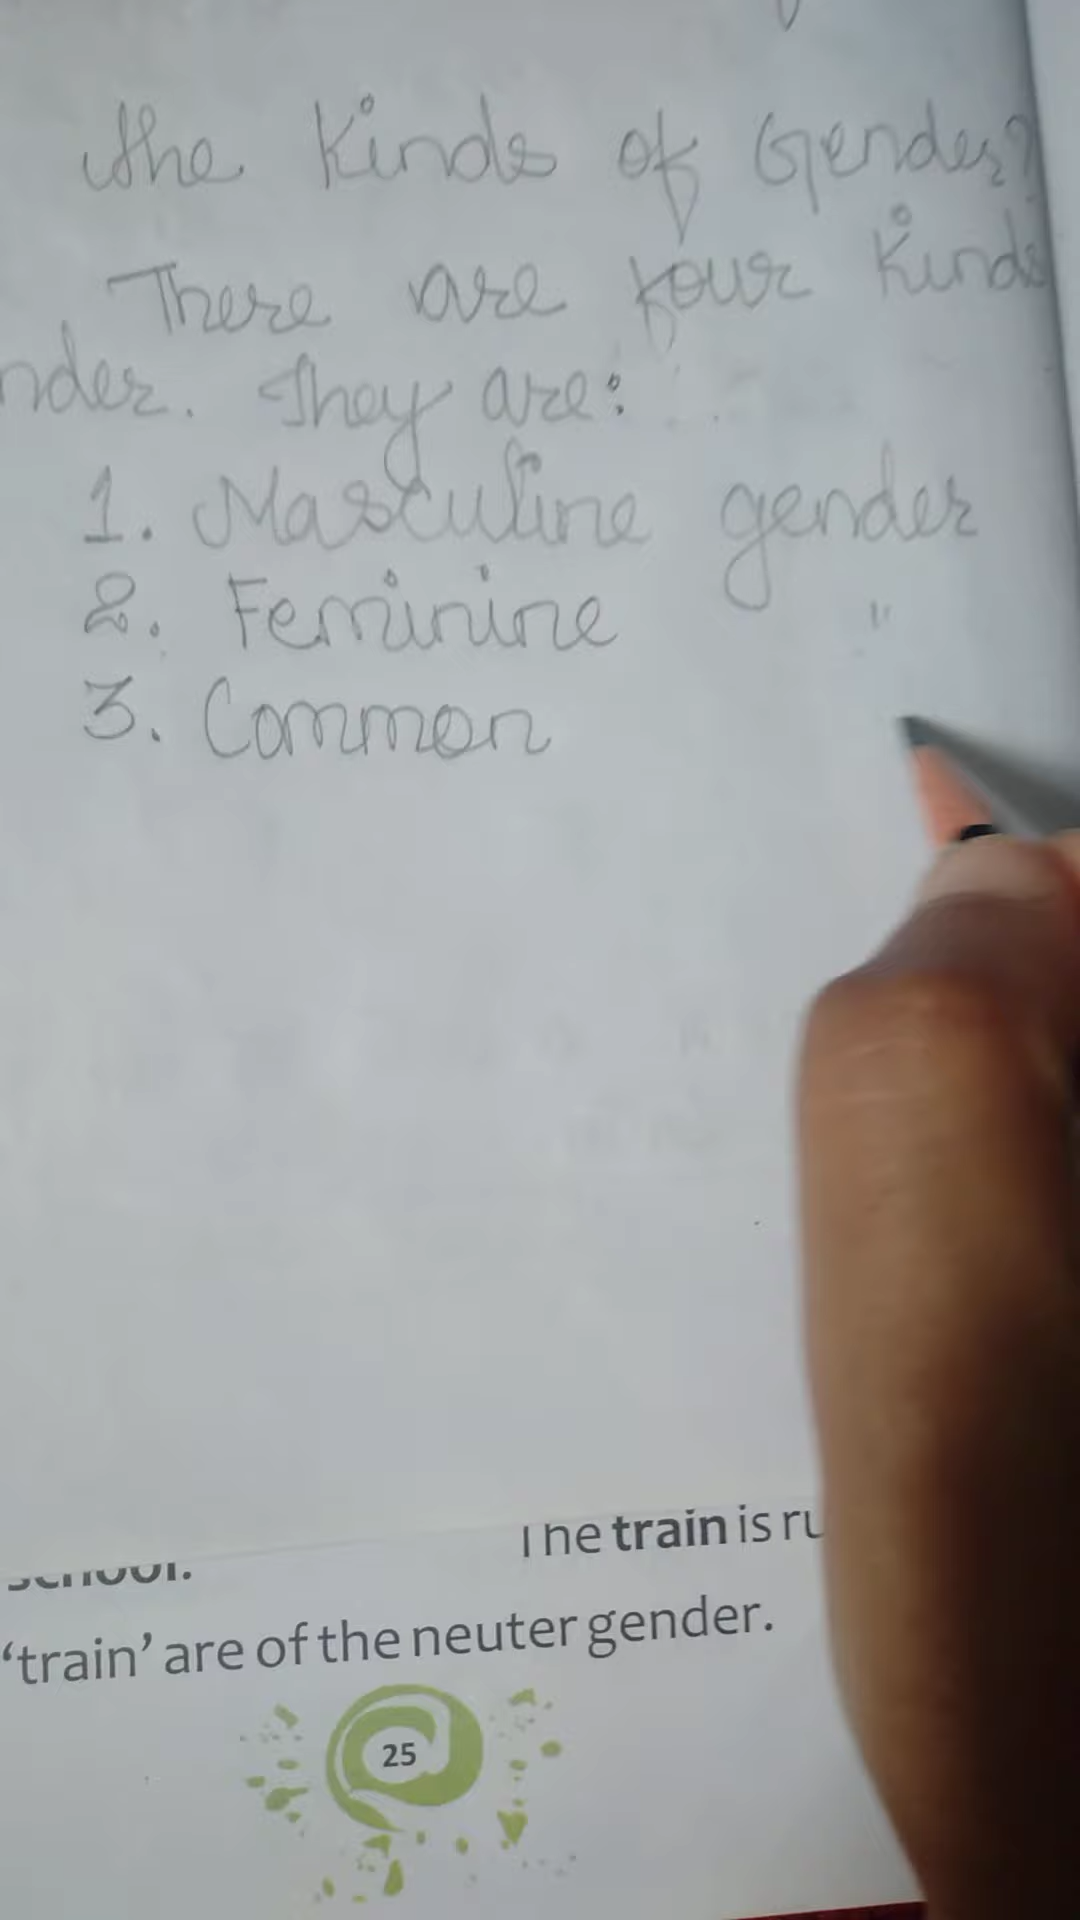 the Kinds of Gender?
There are four Kinds
nder. They are:
1. Masculine gender
2. Feminine "
3. Common
The train is ru
'train' are of the neuter gender.
25